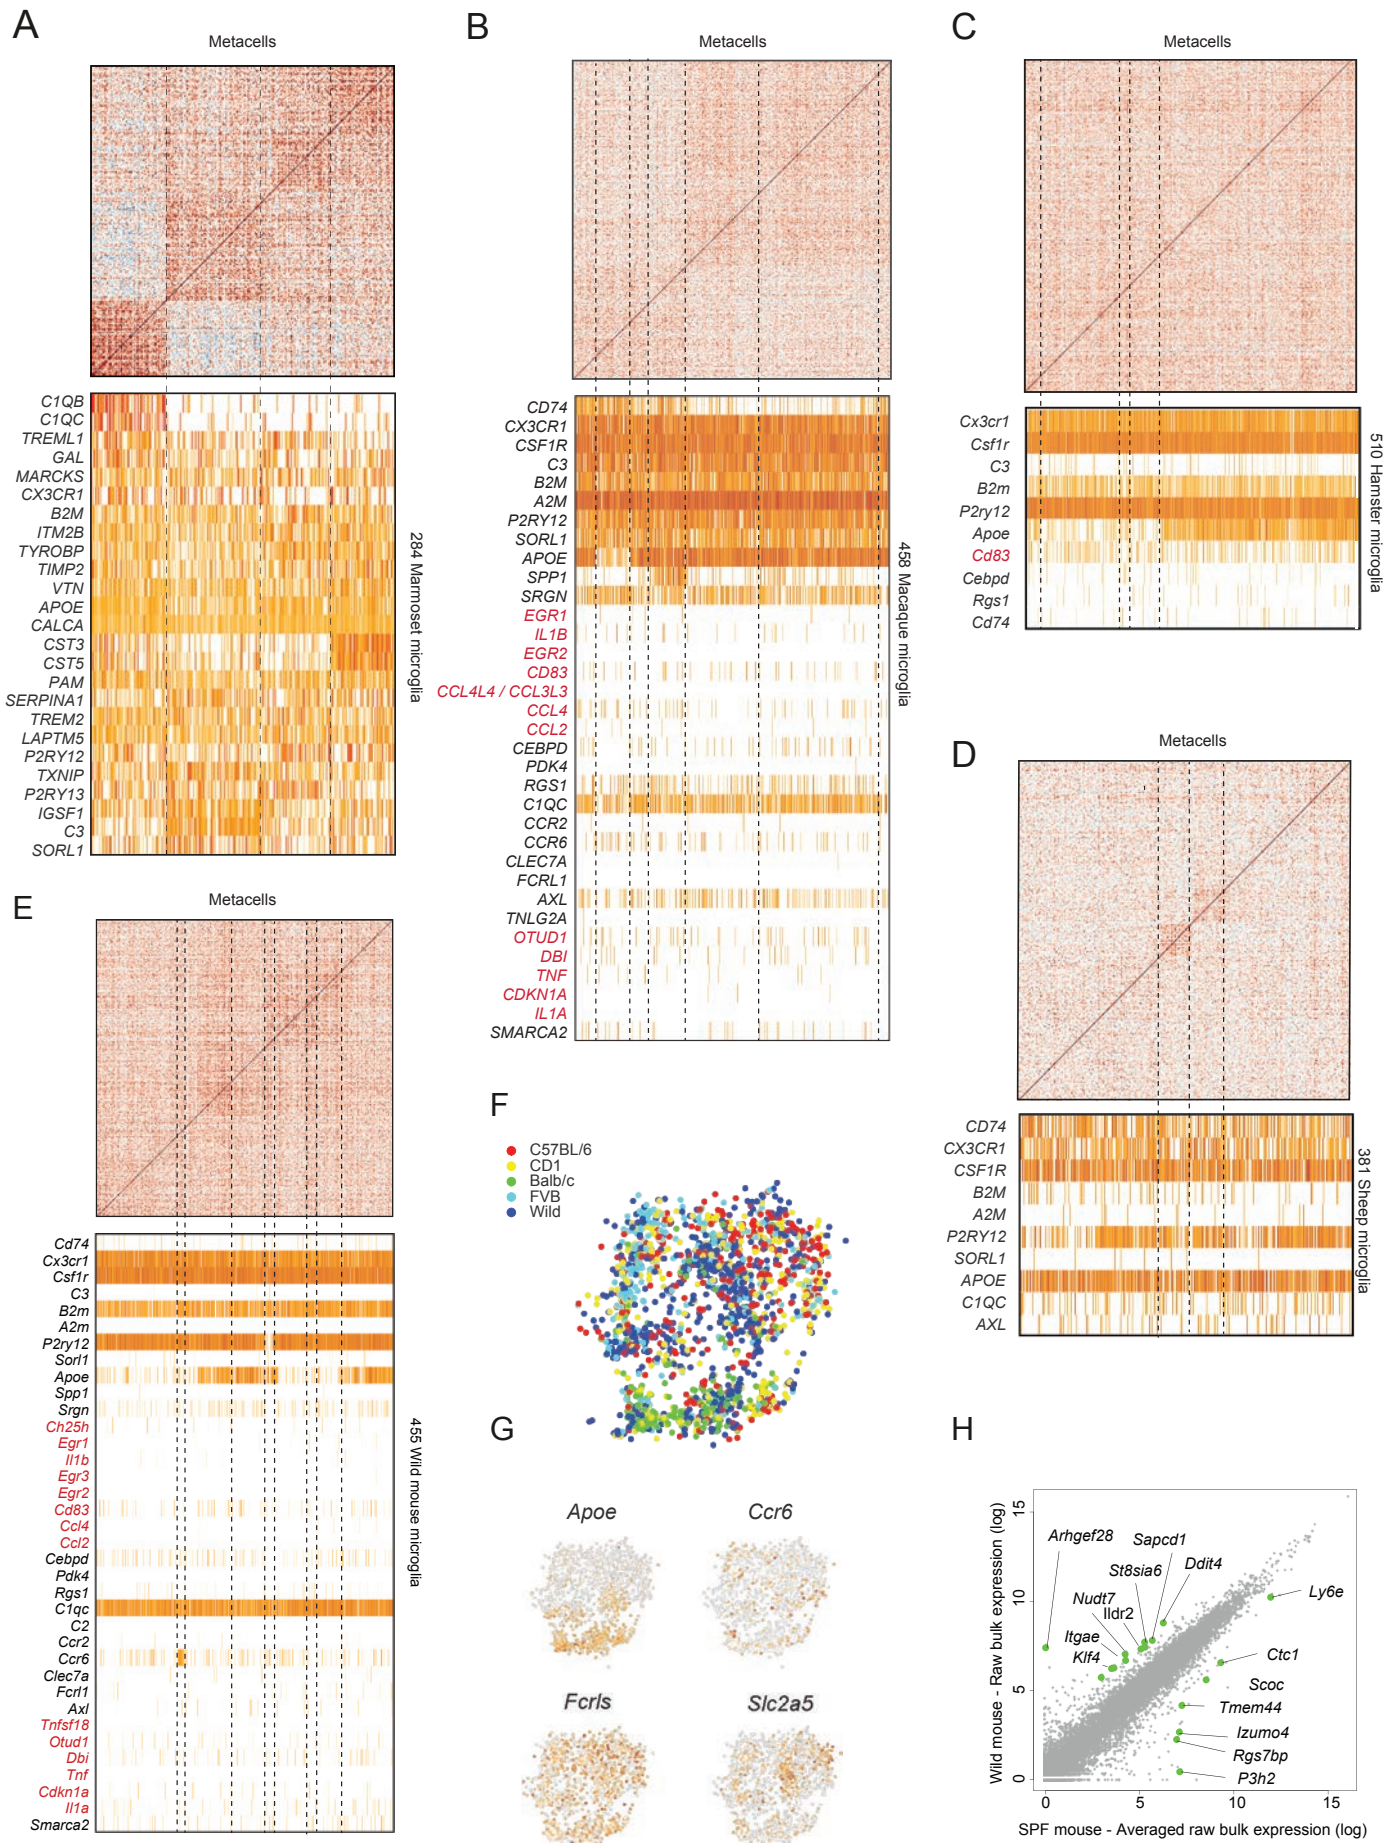 A
Metacells
C1QB
C1QC
TREML1
GAL
MARCKS
CX3CR1
B2M
ITM2B
TYROBP
TIMP2
VTN
APOE
CALCA
CST3
CST5
PAM
SERPINA1
TREM2
LAPTM5
P2RY12
TXNIP
P2RY13
IGSF1
C3
SORL1
284 Marmoset microglia
B
Metacells
CD74
CX3CR1
CSF1R
C3
B2M
A2M
P2RY12
SORL1
APOE
SPP1
SRGN
EGR1
IL1B
EGR2
CD83
CCL4L4 / CCL3L3
CCL4
CCL2
CEBPD
PDK4
RGS1
C1QC
CCR2
CCR6
CLEC7A
FCRL1
AXL
TNLG2A
OTUD1
DBI
TNF
CDKN1A
IL1A
SMARCA2
458 Macaque microglia
C
Metacells
Cx3cr1
Csf1r
C3
B2m
P2ry12
Apoe
Cd83
Cebpd
Rgs1
Cd74
510 Hamster microglia
D
Metacells
CD74
CX3CR1
CSF1R
B2M
A2M
P2RY12
SORL1
APOE
C1QC
AXL
381 Sheep microglia
E
Metacells
Cd74
Cx3cr1
Csf1r
C3
B2m
A2m
P2ry12
Sorl1
Apoe
Spp1
Srgn
Ch25h
Egr1
Il1b
Egr3
Egr2
Cd83
Ccl4
Ccl2
Cebpd
Pdk4
Rgs1
C1qc
C2
Ccr2
Ccr6
Clec7a
Fcrl1
Axl
Tnfsf18
Otud1
Dbi
Tnf
Cdkn1a
Il1a
Smarca2
455 Wild mouse microglia
F
C57BL/6
CD1
Balb/c
FVB
Wild
G
Apoe
Ccr6
Fcrls
Slc2a5
H
Wild mouse - Raw bulk expression (log)
15
10
5
0
Arhgef28
Sapcd1
St8sia6
Ddit4
Nudt7
Ildr2
Itgae
Klf4
Ly6e
Ctc1
Scoc
Tmem44
Izumo4
Rgs7bp
P3h2
0 5 10 15
SPF mouse - Averaged raw bulk expression (log)